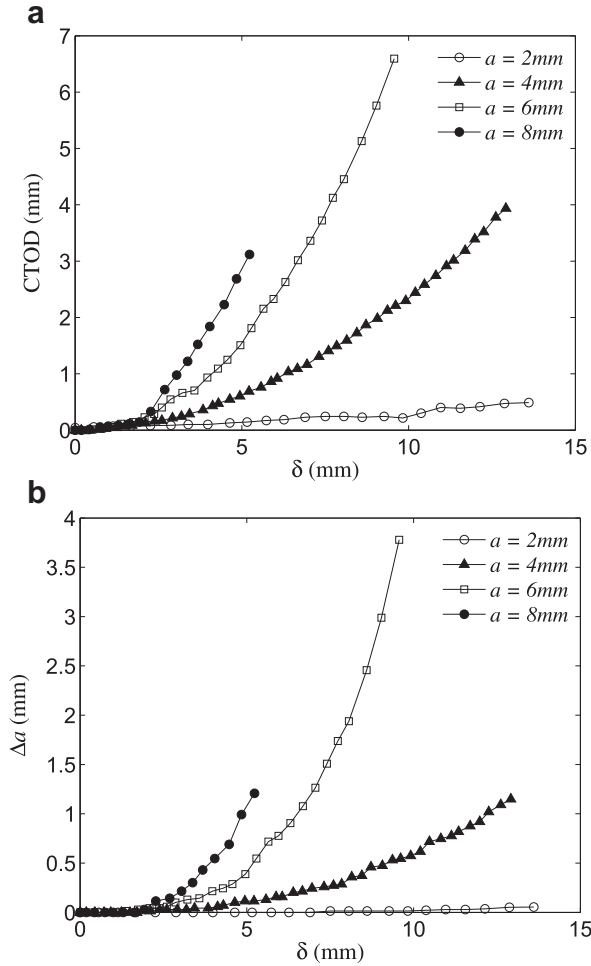 a
7
6
5
4
3
2
1
0
CTOD (mm)
0 5 10 15
δ (mm)
a = 2mm
a = 4mm
a = 6mm
a = 8mm
b
4
3.5
3
2.5
2
1.5
1
0.5
0
Δa (mm)
0 5 10 15
δ (mm)
a = 2mm
a = 4mm
a = 6mm
a = 8mm